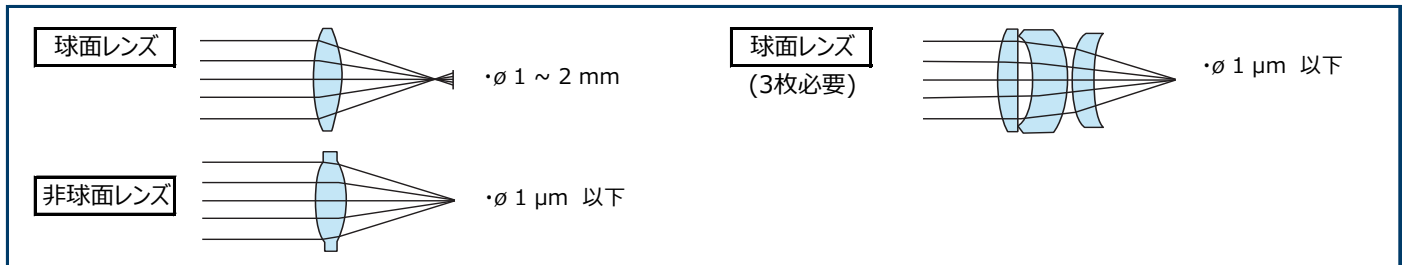 球面レンズ
・ø 1 ~ 2 mm
球面レンズ
(3枚必要)
・ø 1 µm 以下
非球面レンズ
・ø 1 µm 以下